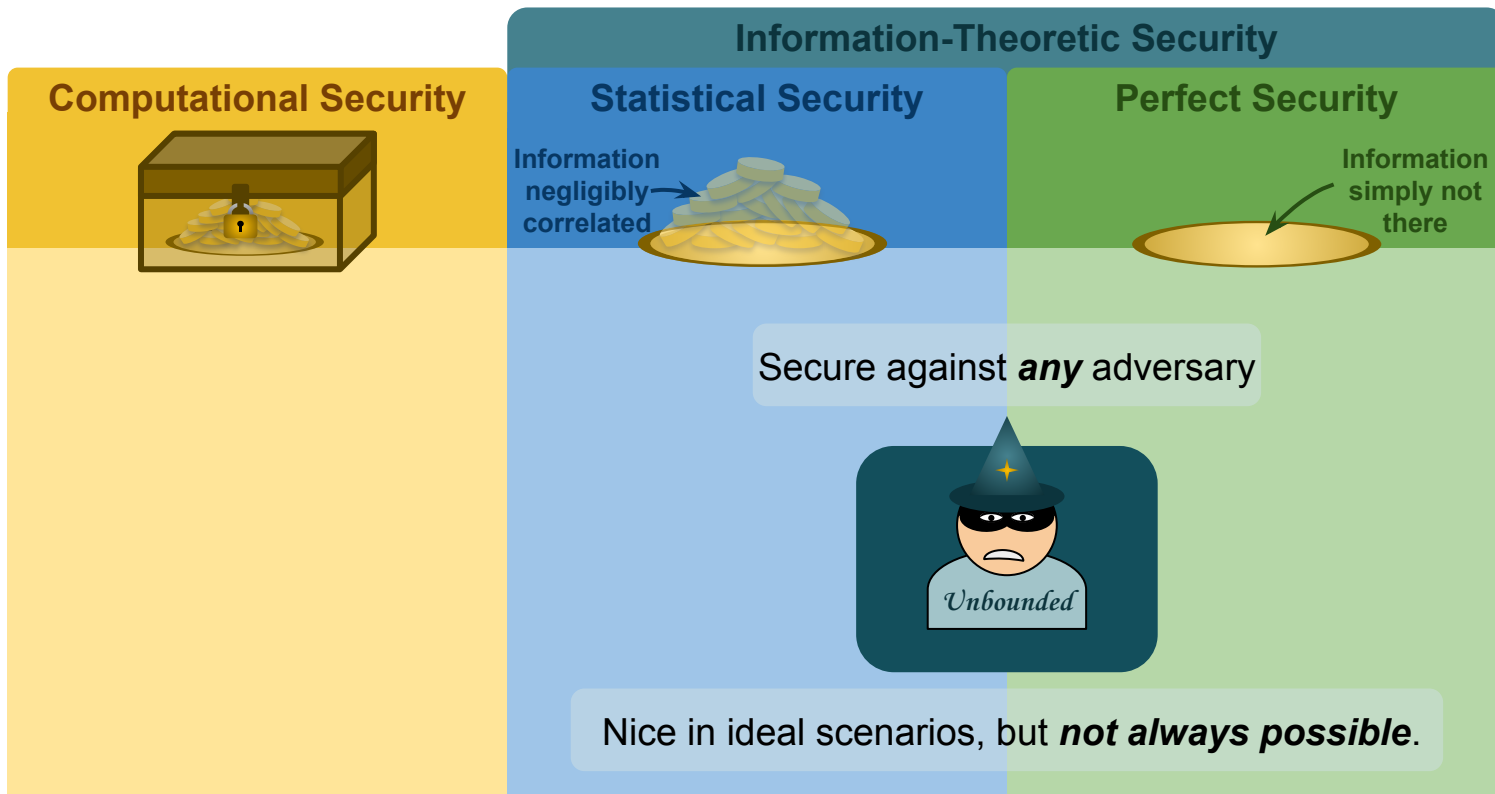 Information-Theoretic Security
Computational Security
Statistical Security
Perfect Security
Information
negligibly
correlated
Information
simply not
there
Secure against any adversary
Unbounded
Nice in ideal scenarios, but not always possible.